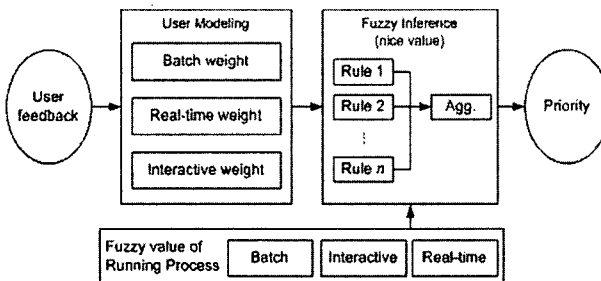 User
feedback
User Modeling
Batch weight
Real-time weight
Interactive weight
Fuzzy Inference
(nice value)
Rule 1
Rule 2
⋮
Rule n
Agg.
Priority
Fuzzy value of
Running Process
Batch
Interactive
Real-time